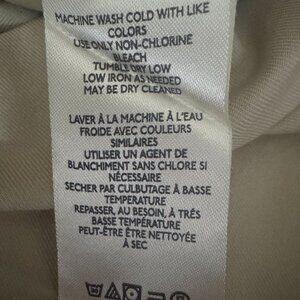 MACHINE WASH COLD WITH LIKE
COLORS
USE ONLY NON-CHLORINE
BLEACH
TUMBLE DRY LOW
LOW IRON AS NEEDED
MAY BE DRY CLEANED
LAVER À LA MACHINE À L'EAU
FROIDE AVEC COULEURS
SIMILAIRES
UTILISER UN AGENT DE
BLANCHIMENT SANS CHLORE SI
NÉCESSAIRE
SECHER PAR CULBUTAGE À BASSE
TEMPERATURE
REPASSER, AU BESOIN, À TRÉS
BASSE TEMPÉRATURE
PEUT-ÊTRE ÊTRE NETTOYÉE
À SEC